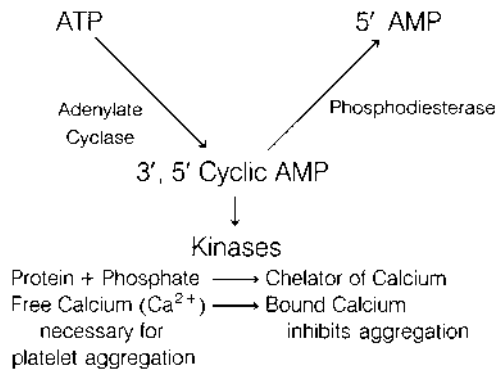 ATP 5′ AMP
Adenylate
Cyclase
Phosphodiesterase
3′, 5′ Cyclic AMP
Kinases
Protein + Phosphate → Chelator of Calcium
Free Calcium (Ca²⁺) → Bound Calcium
necessary for inhibits aggregation
platelet aggregation